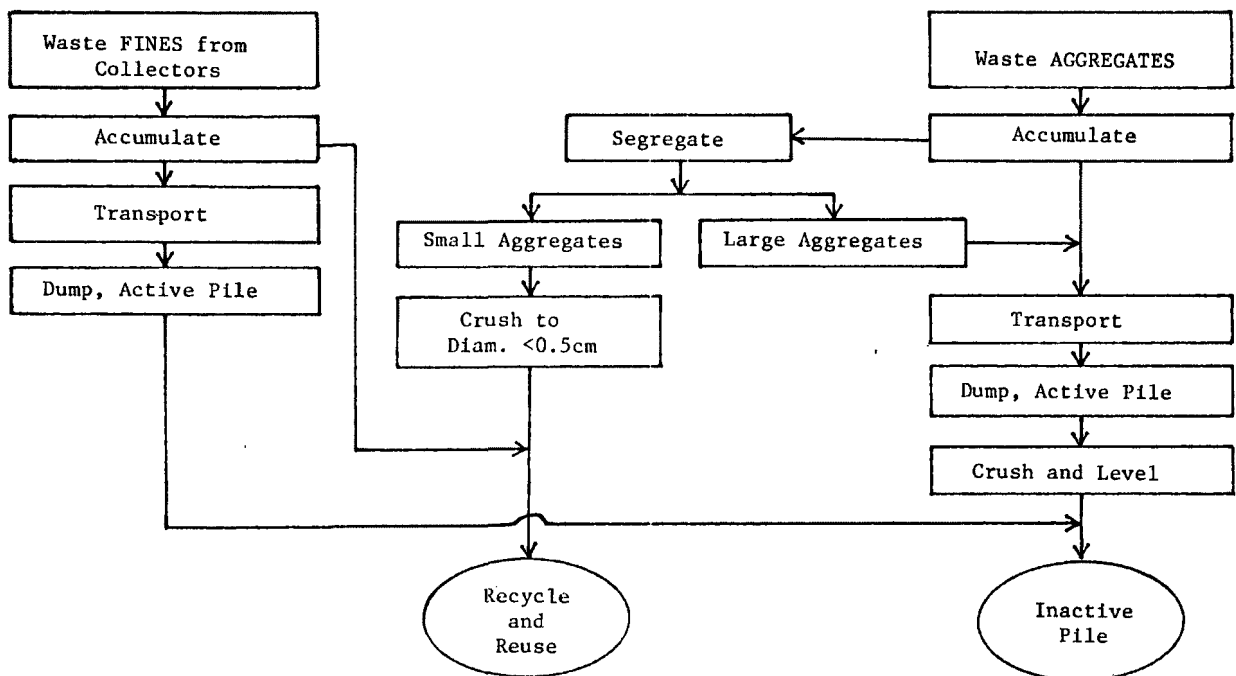 Waste FINES from
Collectors
Waste AGGREGATES
Accumulate
Segregate
Accumulate
Transport
Small Aggregates
Large Aggregates
Dump, Active Pile
Crush to
Diam. <0.5cm
Transport
Dump, Active Pile
Crush and Level
Recycle
and
Reuse
Inactive
Pile